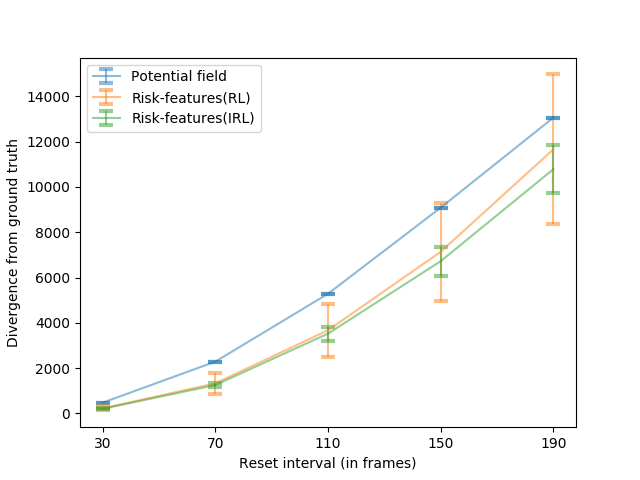 Potential field
Risk-features(RL)
Risk-features(IRL)
Divergence from ground truth
14000
12000
10000
8000
6000
4000
2000
0
30 70 110 150 190
Reset interval (in frames)